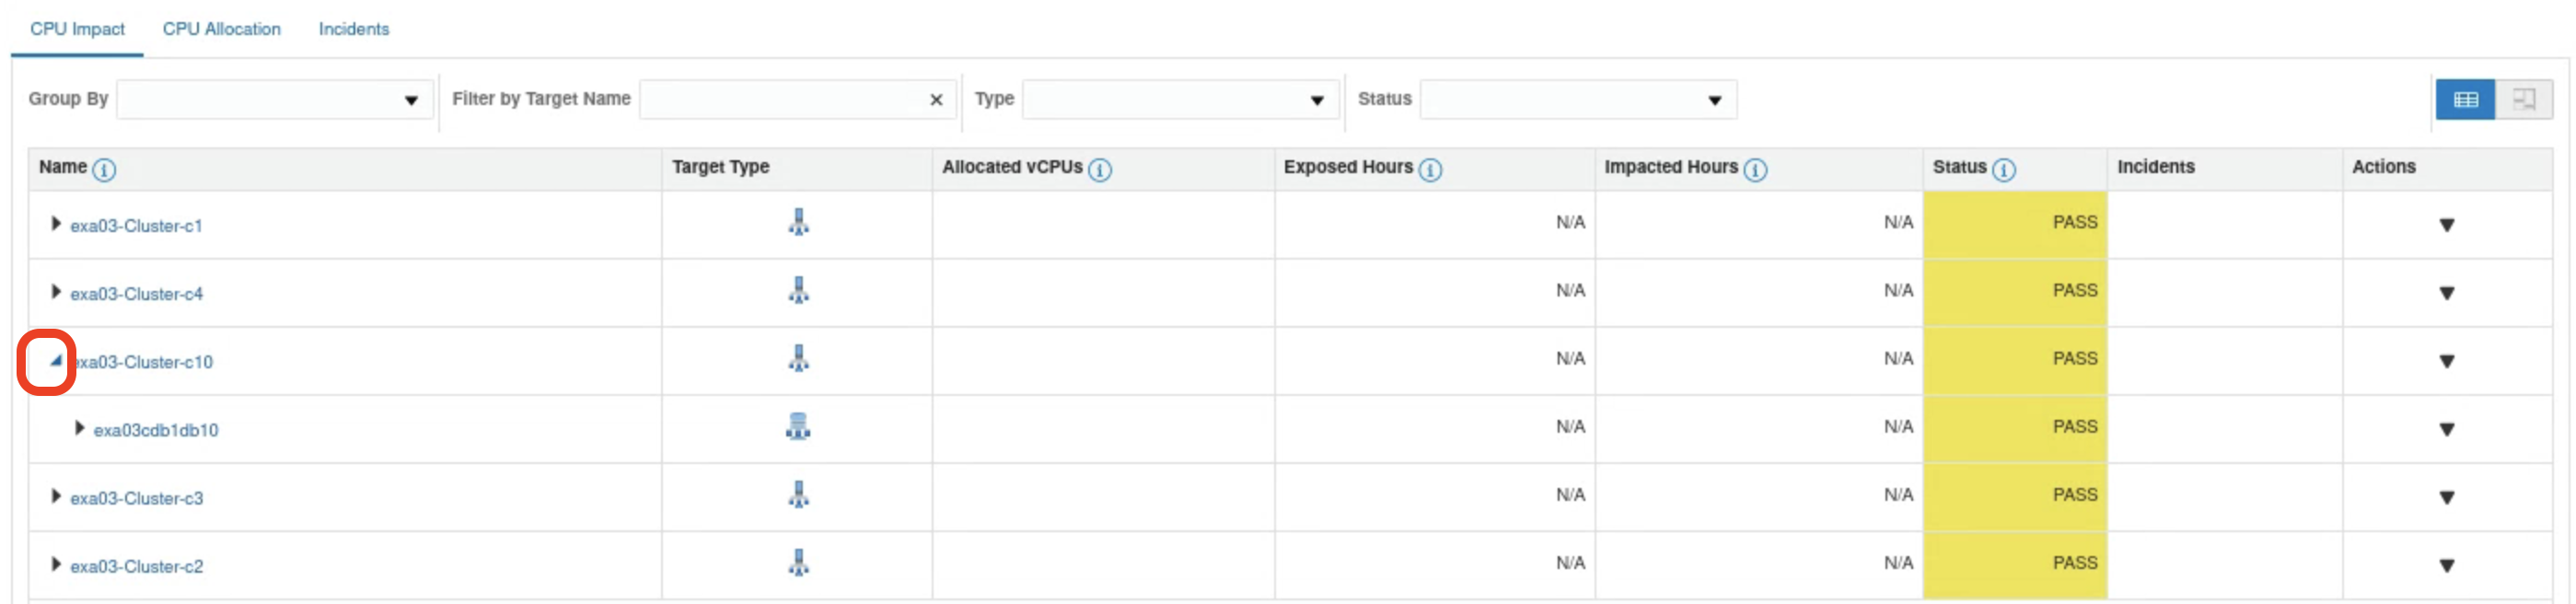 CPU Impact CPU Allocation Incidents
Group By Filter by Target Name Type Status
Name Target Type Allocated vCPUs Exposed Hours Impacted Hours Status Incidents Actions
exa03-Cluster-c1 N/A N/A PASS
exa03-Cluster-c4 N/A N/A PASS
exa03-Cluster-c10 N/A N/A PASS
exa03cdb1db10 N/A N/A PASS
exa03-Cluster-c3 N/A N/A PASS
exa03-Cluster-c2 N/A N/A PASS